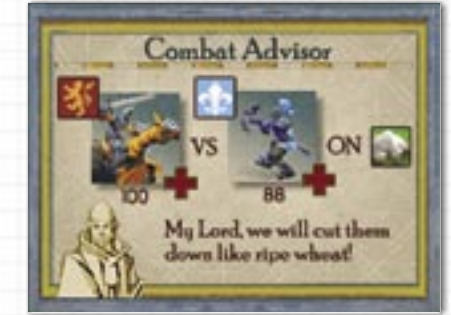 Combat Advisor
VS
ON
100
88
My Lord, we will cut them
down like ripe wheat!